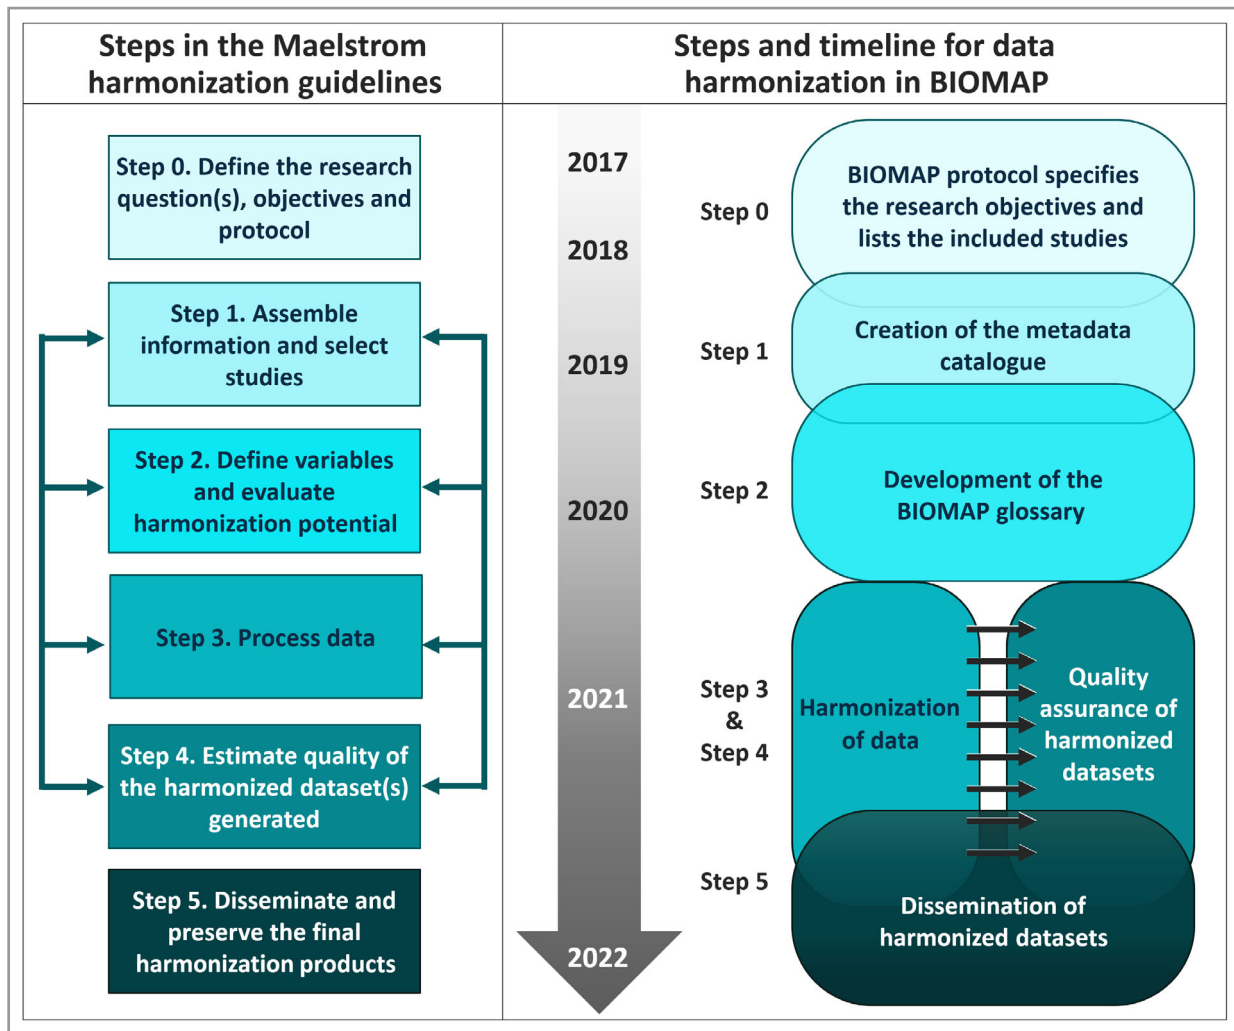 Steps in the Maelstrom
harmonization guidelines
Step 0. Define the research
question(s), objectives and
protocol
Step 1. Assemble
information and select
studies
Step 2. Define variables
and evaluate
harmonization potential
Step 3. Process data
Step 4. Estimate quality of
the harmonized dataset(s)
generated
Step 5. Disseminate and
preserve the final
harmonization products
Steps and timeline for data
harmonization in BIOMAP
2017
2018
2019
2020
2021
2022
Step 0
BIOMAP protocol specifies
the research objectives and
lists the included studies
Step 1
Creation of the metadata
catalogue
Step 2
Development of the
BIOMAP glossary
Step 3
&
Step 4
Harmonization
of data
Quality
assurance of
harmonized
datasets
Step 5
Dissemination of
harmonized datasets